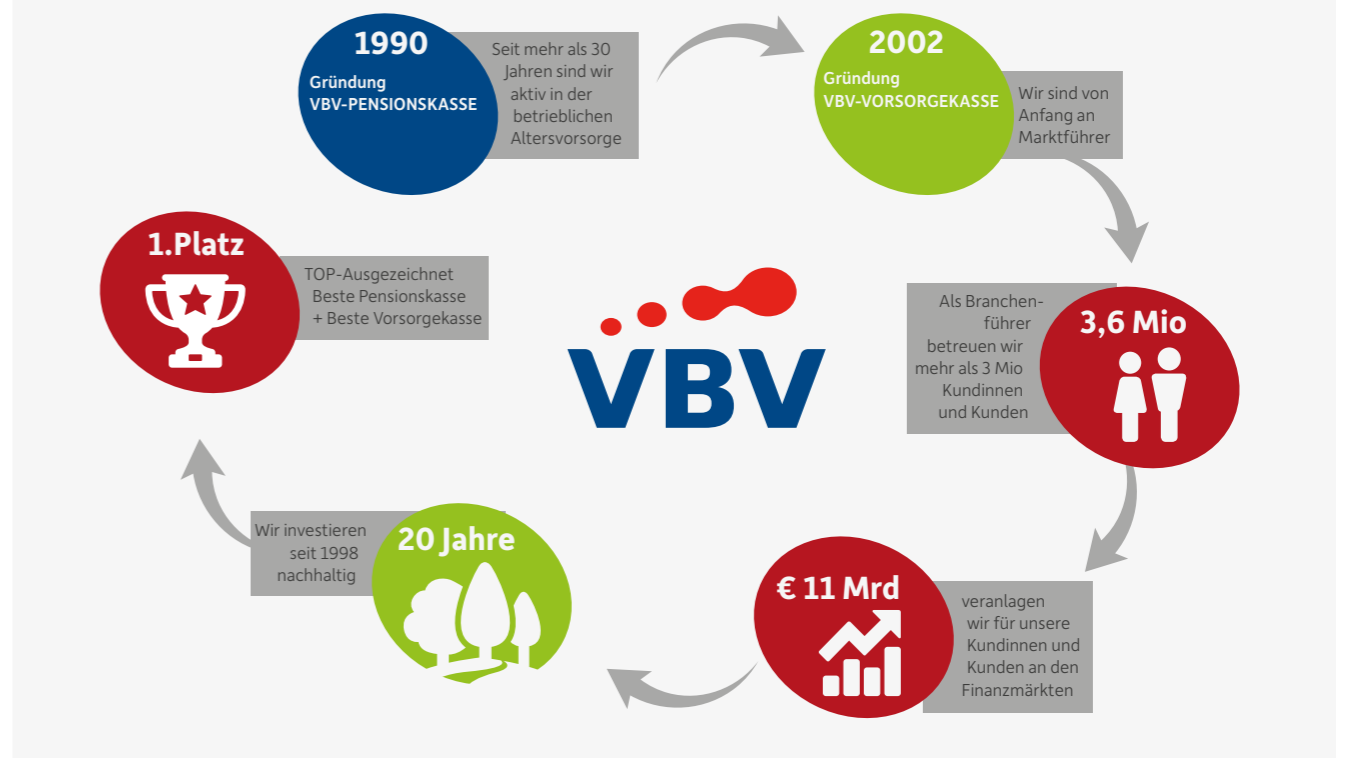 1990
Gründung
VBV-PENSIONSKASSE
Seit mehr als 30
Jahren sind wir
aktiv in der
betrieblichen
Altersvorsorge
2002
Gründung
VBV-VORSORGEKASSE
Wir sind von
Anfang an
Marktführer
3,6 Mio
Als Branchen-
führer
betreuen wir
mehr als 3 Mio
Kundinnen
und Kunden
€ 11 Mrd
veranlagen
wir für unsere
Kundinnen und
Kunden an den
Finanzmärkten
20 Jahre
Wir investieren
seit 1998
nachhaltig
1.Platz
TOP-Ausgezeichnet
Beste Pensionskasse
+ Beste Vorsorgekasse
VBV